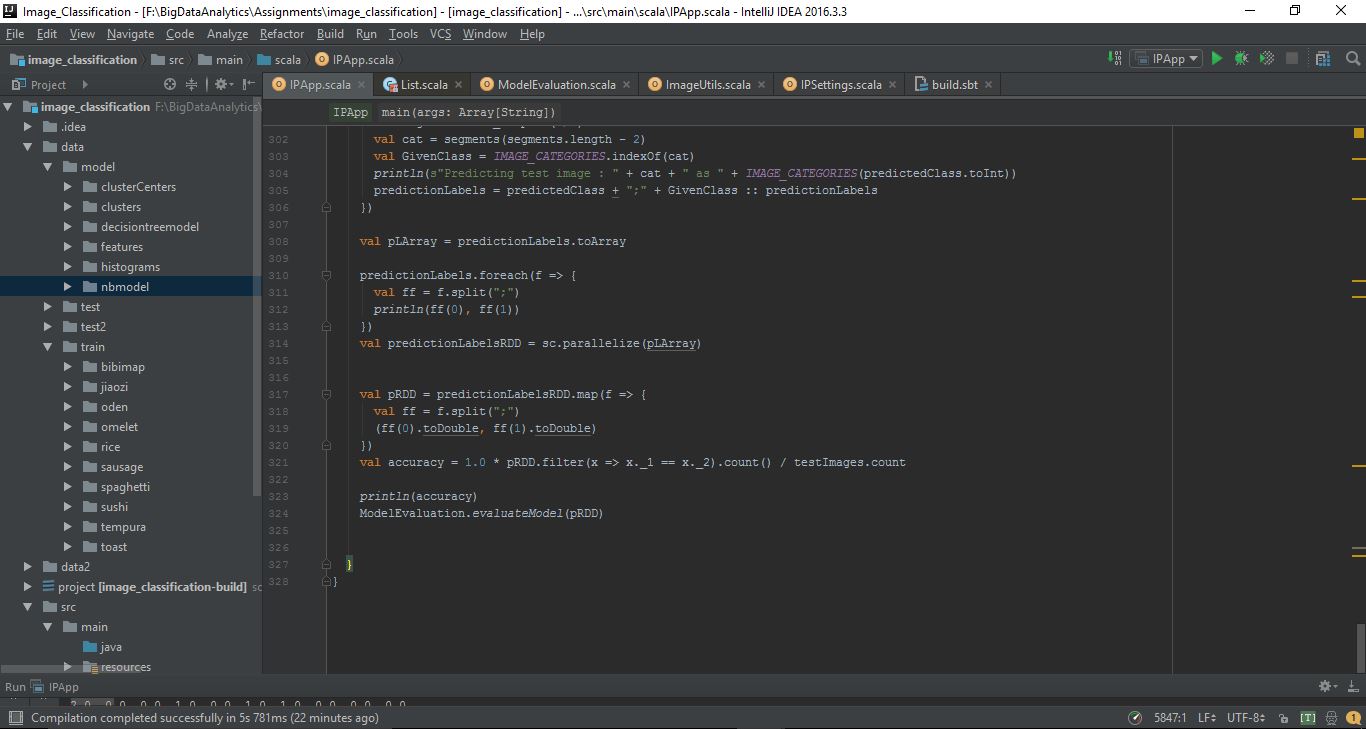 Image_Classification - [F:\BigDataAnalytics\Assignments\image_classification] - [image_classification] - ...\src\main\scala\IPApp.scala - IntelliJ IDEA 2016.3.3
File Edit View Navigate Code Analyze Refactor Build Run Tools VCS Window Help
image_classification src main scala IPApp.scala IPApp
Project IPApp.scala List.scala ModelEvaluation.scala ImageUtils.scala IPSettings.scala build.sbt
image_classification F:\BigDataAnalytics\
.idea
data
model
clusterCenters
clusters
decisiontreemodel
features
histograms
nbmodel
test
test2
train
bibimap
jiaozi
oden
omelet
rice
sausage
spaghetti
sushi
tempura
toast
data2
project [image_classification-build] so
src
main
java
resources
IPApp main(args: Array[String])
302 val cat = segments(segments.length - 2)
303 val GivenClass = IMAGE_CATEGORIES.indexOf(cat)
304 println(s"Predicting test image : " + cat + " as " + IMAGE_CATEGORIES(predictedClass.toInt))
305 predictionLabels = predictedClass + ";" + GivenClass :: predictionLabels
306 })
307
308 val pLArray = predictionLabels.toArray
309
310 predictionLabels.foreach(f => {
311 val ff = f.split(";")
312 println(ff(0), ff(1))
313 })
314 val predictionLabelsRDD = sc.parallelize(pLArray)
315
316
317 val pRDD = predictionLabelsRDD.map(f => {
318 val ff = f.split(";")
319 (ff(0).toDouble, ff(1).toDouble)
320 })
321 val accuracy = 1.0 * pRDD.filter(x => x._1 == x._2).count() / testImages.count
322
323 println(accuracy)
324 ModelEvaluation.evaluateModel(pRDD)
325
326
327 }
328 }
Run IPApp
Compilation completed successfully in 5s 781ms (22 minutes ago) 5847:1 LF UTF-8 [T] 1